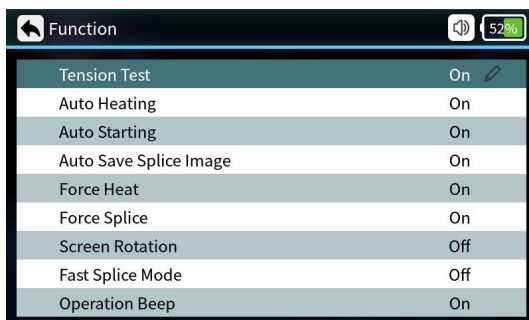 Function 52%
Tension Test On
Auto Heating On
Auto Starting On
Auto Save Splice Image On
Force Heat On
Force Splice On
Screen Rotation Off
Fast Splice Mode Off
Operation Beep On